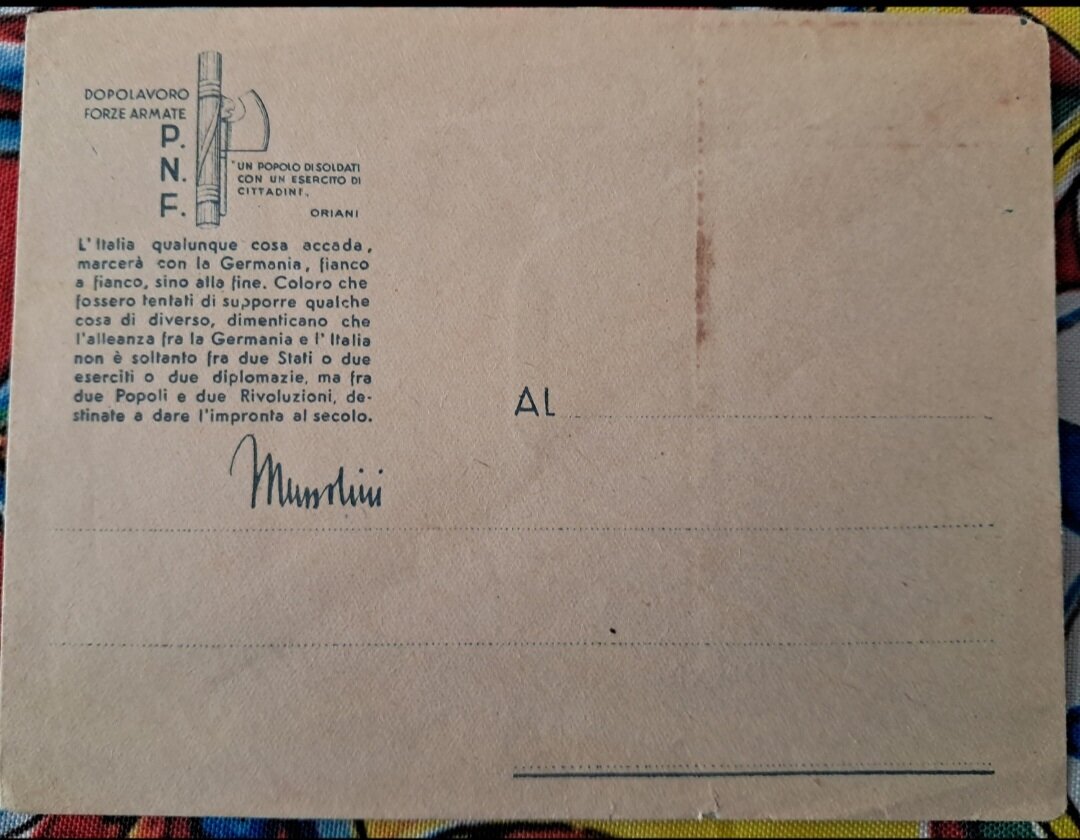 DOPOLAVORO
FORZE ARMATE
P.
N.
F.
"UN POPOLO DI SOLDATI
CON UN ESERCITO DI
CITTADINI„
ORIANI
L'Italia qualunque cosa accada,
marcerà con la Germania, fianco
a fianco, sino alla fine. Coloro che
fossero tentati di supporre qualche
cosa di diverso, dimenticano che
l'alleanza fra la Germania e l'Italia
non è soltanto fra due Stati o due
eserciti o due diplomazie, ma fra
due Popoli e due Rivoluzioni, de-
stinate a dare l'impronta al secolo.
Mussolini
AL